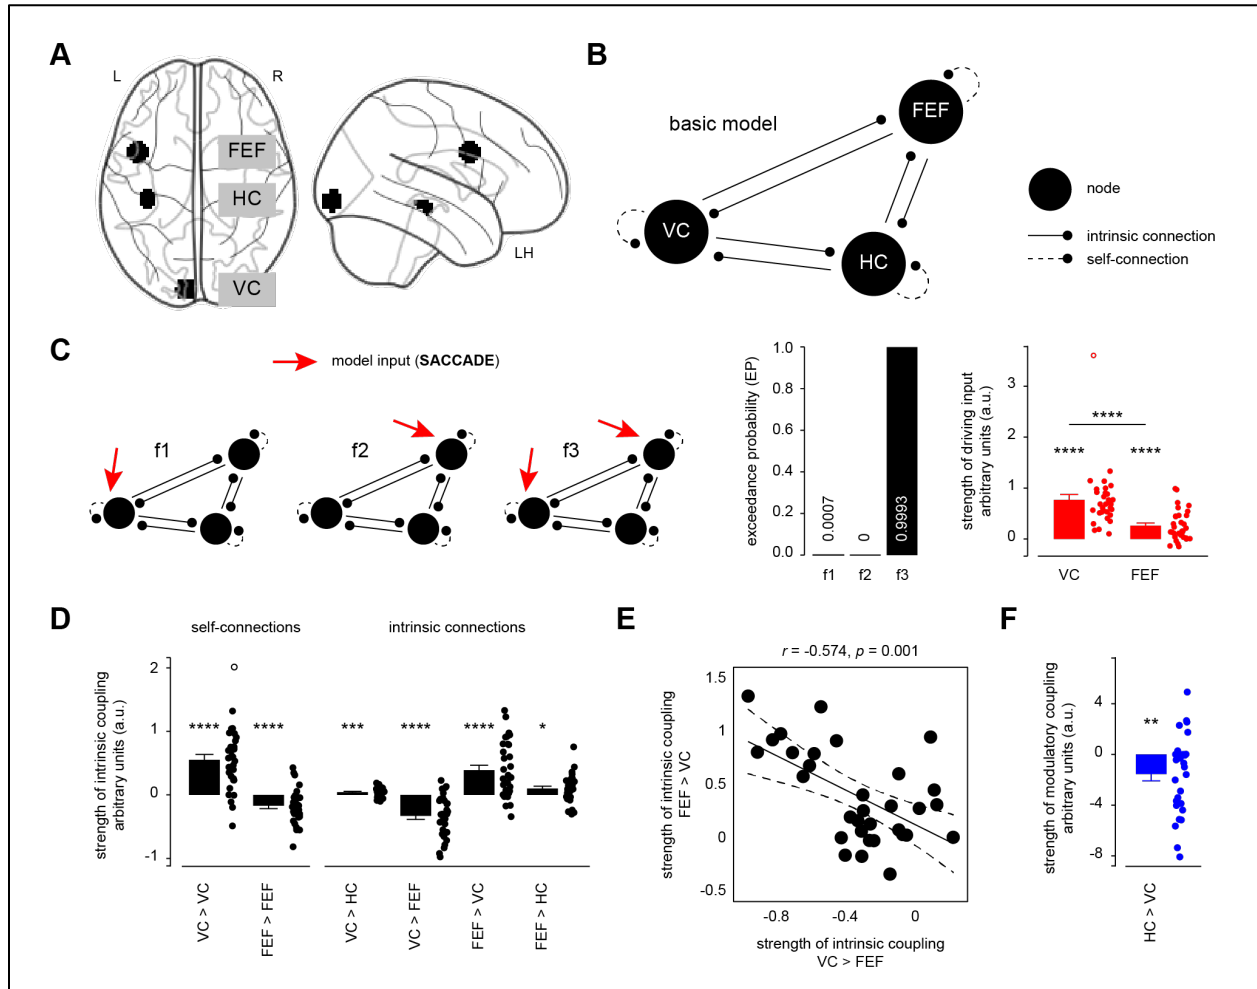 A
L
R
FEF
HC
VC
LH
B
basic model
FEF
VC
HC
node
intrinsic connection
self-connection
C
model input (SACCADE)
f1
f2
f3
exceedance probability (EP)
1.0
0.8
0.6
0.4
0.2
0.0
0.0007
0
0.9993
f1
f2
f3
strength of driving input
arbitrary units (a.u.)
3
2
1
0
****
**** ****
VC
FEF
D
self-connections
intrinsic connections
strength of intrinsic coupling
arbitrary units (a.u.)
2
1
0
-1
**** **** *** **** **** *
VC > VC
FEF > FEF
VC > HC
VC > FEF
FEF > VC
FEF > HC
E
r = -0.574, p = 0.001
strength of intrinsic coupling
FEF > VC
1.5
1
0.5
0
-0.5
-0.8
-0.4
0
strength of intrinsic coupling
VC > FEF
F
strength of modulatory coupling
arbitrary units (a.u.)
4
0
-4
-8
**
HC > VC